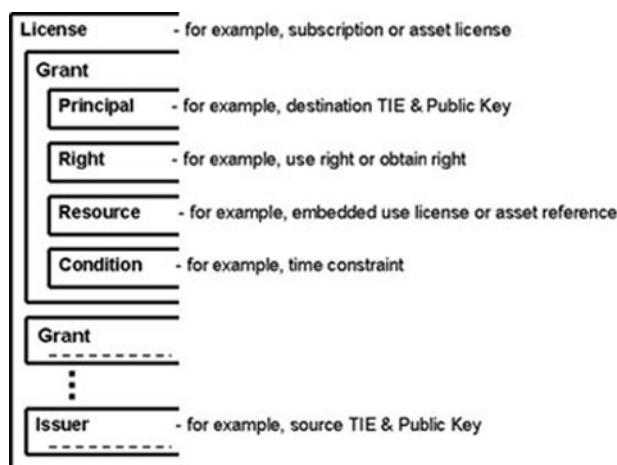 License - for example, subscription or asset license
Grant
Principal - for example, destination TIE & Public Key
Right - for example, use right or obtain right
Resource - for example, embedded use license or asset reference
Condition - for example, time constraint
Grant
Issuer - for example, source TIE & Public Key